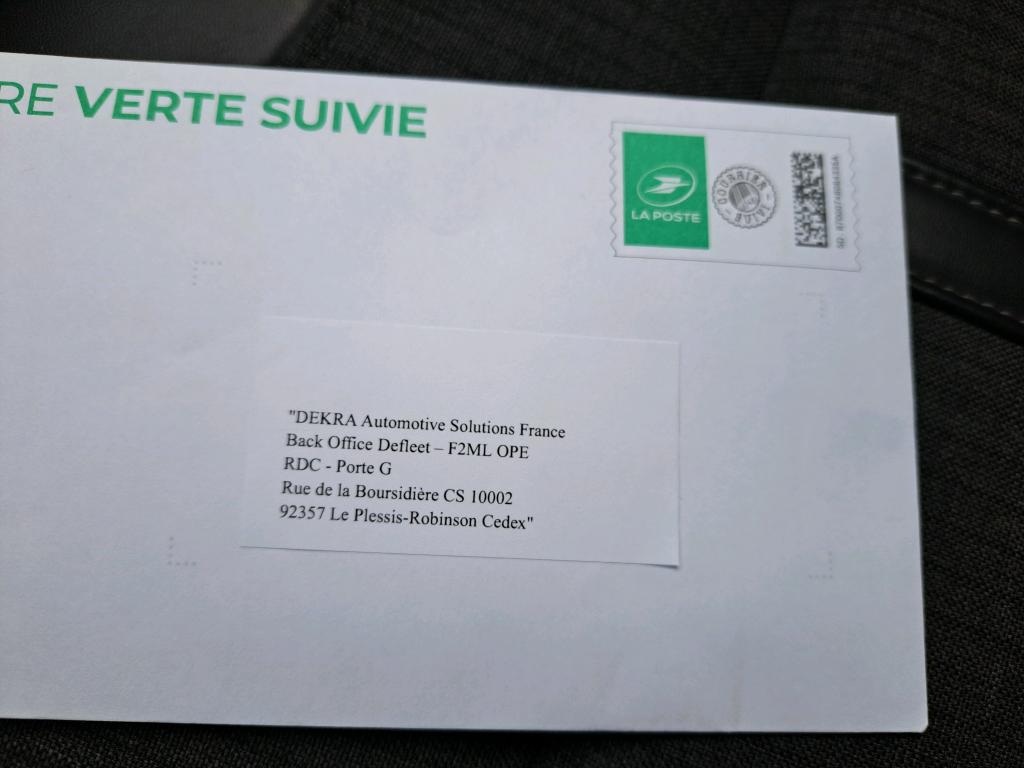 RE VERTE SUIVIE
LA POSTE
"DEKRA Automotive Solutions France
Back Office Defleet – F2ML OPE
RDC - Porte G
Rue de la Boursidière CS 10002
92357 Le Plessis-Robinson Cedex"